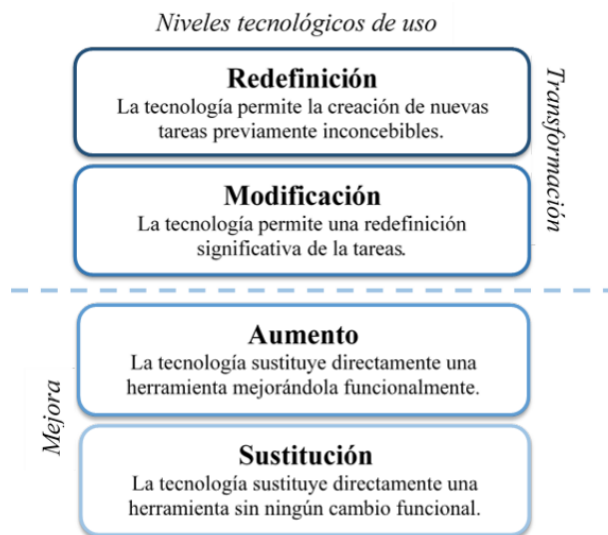 Niveles tecnológicos de uso
Redefinición
La tecnología permite la creación de nuevas
tareas previamente inconcebibles.
Modificación
La tecnología permite una redefinición
significativa de la tareas.
Transformación
Aumento
La tecnología sustituye directamente una
herramienta mejorándola funcionalmente.
Sustitución
La tecnología sustituye directamente una
herramienta sin ningún cambio funcional.
Mejora